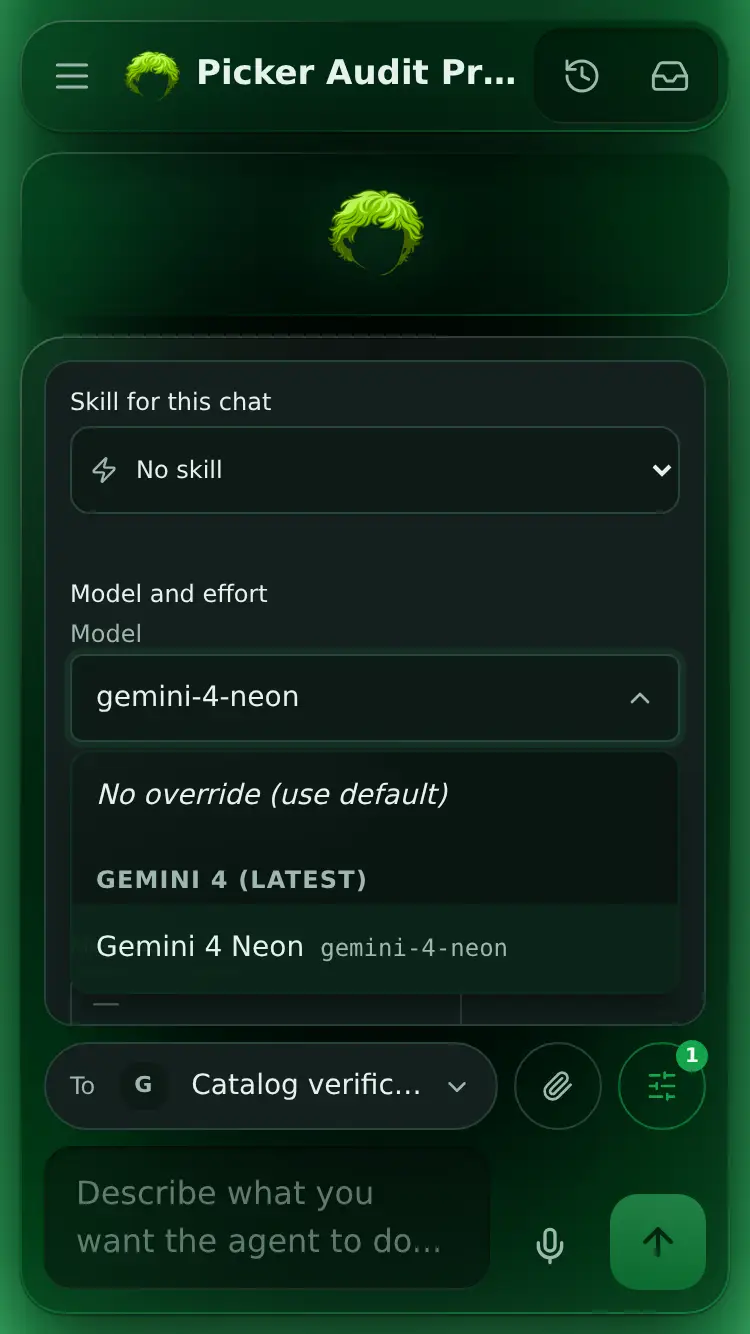 Picker Audit Pr...
Skill for this chat
No skill
Model and effort
Model
gemini-4-neon
No override (use default)
GEMINI 4 (LATEST)
Gemini 4 Neon gemini-4-neon
To G Catalog verific...
1
Describe what you
want the agent to do...